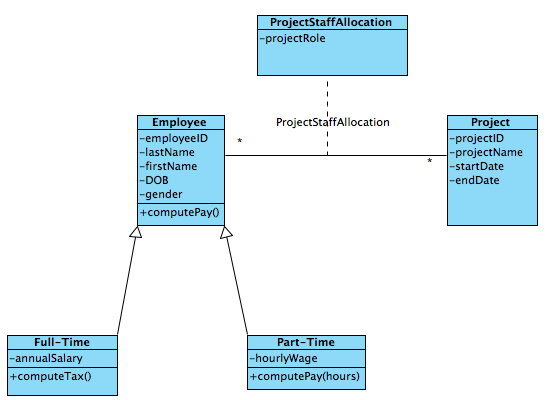 ProjectStaffAllocation
-projectRole
ProjectStaffAllocation
Employee
-employeeID
-lastName
-firstName
-DOB
-gender
+computePay()
*
*
Project
-projectID
-projectName
-startDate
-endDate
Full-Time
-annualSalary
+computeTax()
Part-Time
-hourlyWage
+computePay(hours)